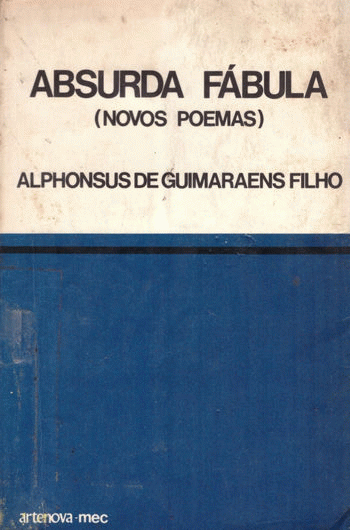 ABSURDA FÁBULA
(NOVOS POEMAS)
ALPHONSUS DE GUIMARAENS FILHO
artenova-mec